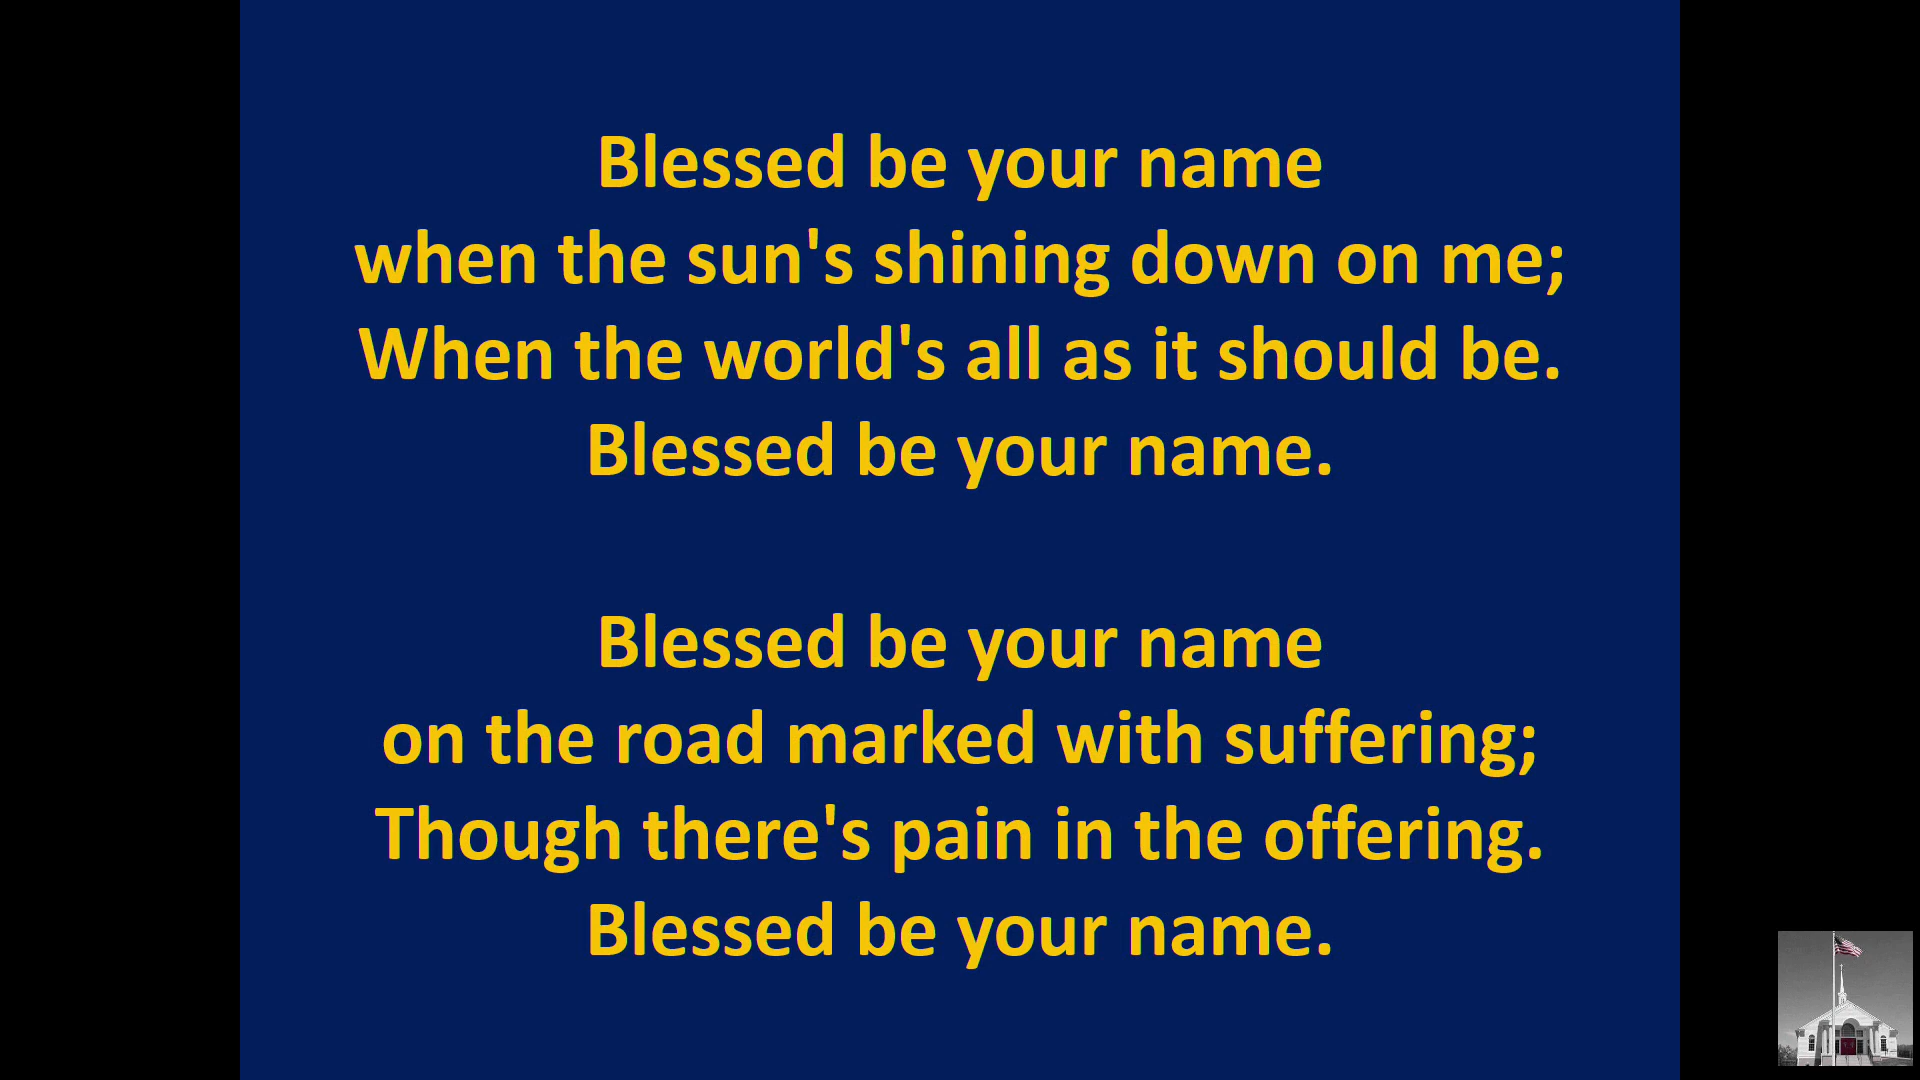 Blessed be your name
when the sun's shining down on me;
When the world's all as it should be.
Blessed be your name.
Blessed be your name
on the road marked with suffering;
Though there's pain in the offering.
Blessed be your name.